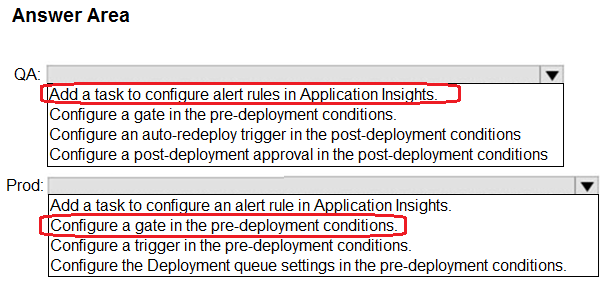 Answer Area
QA:
Add a task to configure alert rules in Application Insights.
Configure a gate in the pre-deployment conditions.
Configure an auto-redeploy trigger in the post-deployment conditions
Configure a post-deployment approval in the post-deployment conditions
Prod:
Add a task to configure an alert rule in Application Insights.
Configure a gate in the pre-deployment conditions.
Configure a trigger in the pre-deployment conditions.
Configure the Deployment queue settings in the pre-deployment conditions.